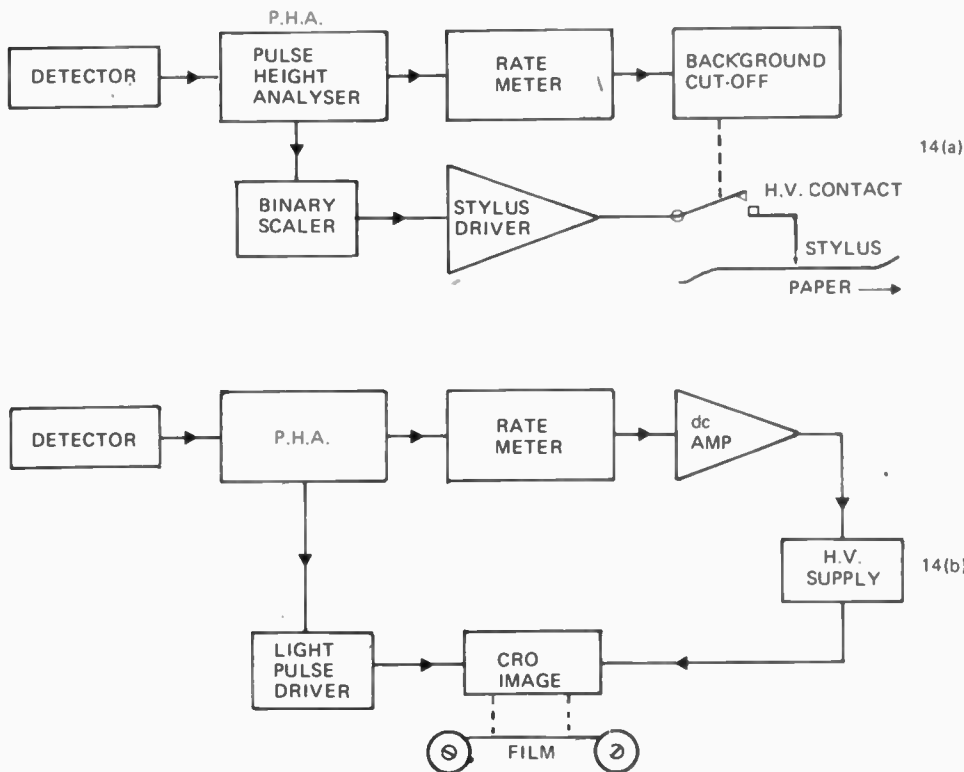 P.H.A.
DETECTOR
PULSE
HEIGHT
ANALYSER
RATE
METER
BACKGROUND
CUT-OFF
14(a)
BINARY
SCALER
STYLUS
DRIVER
H.V. CONTACT
STYLUS
PAPER
DETECTOR
P.H.A.
RATE
METER
dc
AMP
H.V.
SUPPLY
14(b)
LIGHT
PULSE
DRIVER
CRO
IMAGE
FILM